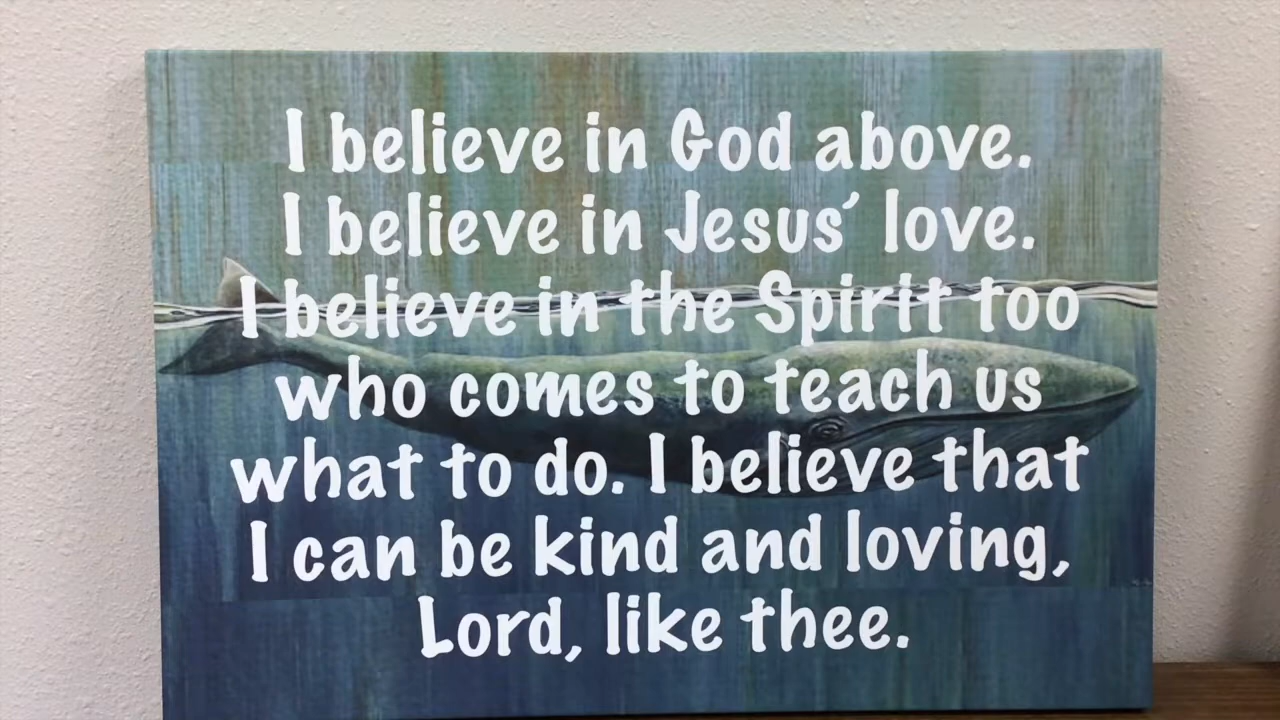 I believe in God above.
I believe in Jesus´ love.
I believe in the Spirit too
who comes to teach us
what to do. I believe that
I can be kind and loving,
Lord, like thee.